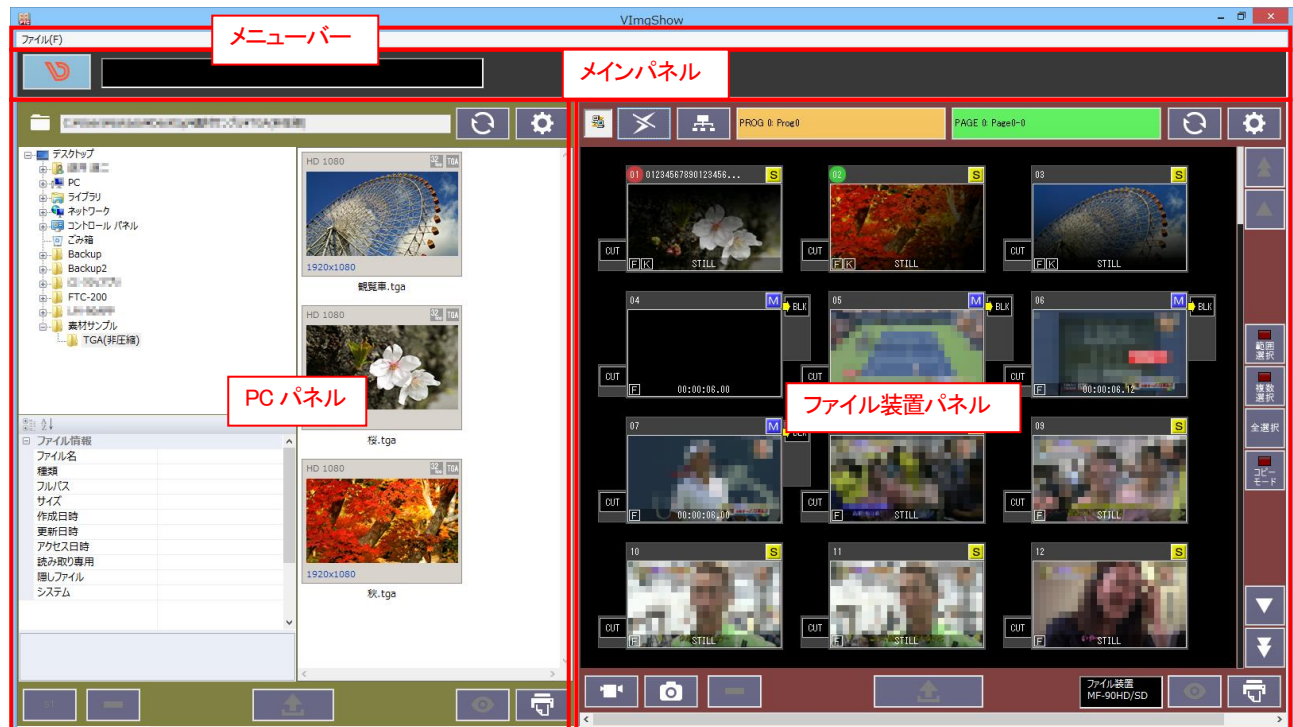 VImgShow
ファイル(F)
メニューバー
メインパネル
PROG 0: Prog0
PAGE 0: Page0-0
デスクトップ
PC
ライブラリ
ネットワーク
コントロール パネル
ごみ箱
Backup
Backup2
FTC-200
素材サンプル
TGA(非圧縮)
HD 1080
TGA
1920x1080
観覧車.tga
HD 1080
TGA
桜.tga
HD 1080
TGA
1920x1080
秋.tga
PC パネル
ファイル情報
ファイル名
種類
フルパス
サイズ
作成日時
更新日時
アクセス日時
読み取り専用
隠しファイル
システム
01 01234567890123456... S
CUT
F K STILL
02 S
CUT
F K STILL
03 S
CUT
F K STILL
04 M
BLK
CUT
F 00:00:06.00
05 M
BLK
CUT
06 M
BLK
CUT
F 00:00:06.12
ファイル装置パネル
07 M
BLK
CUT
F 00:00:06.00
CUT
F STILL
09 S
CUT
F STILL
10 S
CUT
F STILL
11 S
CUT
F STILL
12 S
CUT
F STILL
範囲
選択
複数
選択
全選択
コピー
モード
ファイル装置
MF-90HD/SD